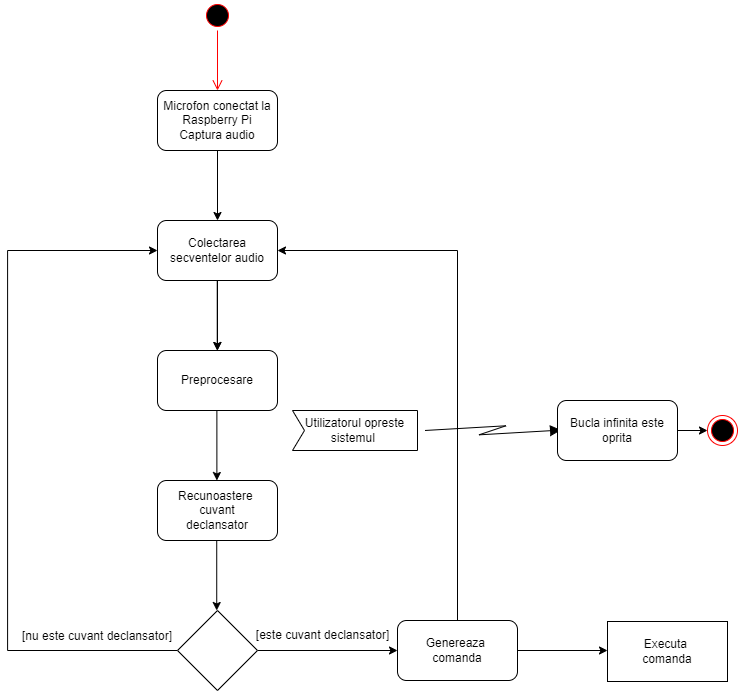 Microfon conectat la
Raspberry Pi
Captura audio
Colectarea
secventelor audio
Preprocesare
Utilizatorul opreste
sistemul
Bucla infinita este
oprita
Recunoastere
cuvant
declansator
[nu este cuvant declansator]
[este cuvant declansator]
Genereaza
comanda
Executa
comanda